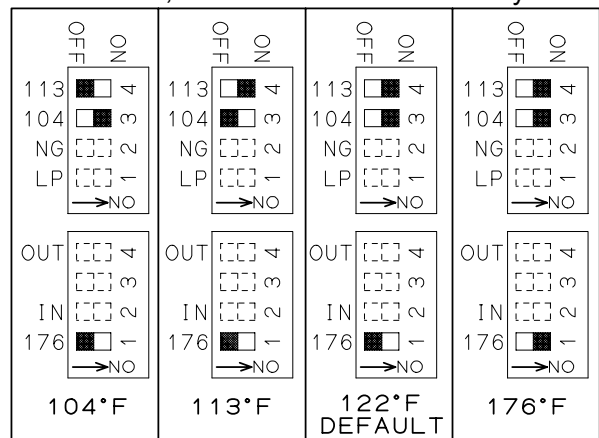 OFF ON
113 4
104 3
NG 2
LP 1
→NO
OUT 4
3
IN 2
176 1
→NO
104°F
OFF ON
113 4
104 3
NG 2
LP 1
→NO
OUT 4
3
IN 2
176 1
→NO
113°F
OFF ON
113 4
104 3
NG 2
LP 1
→NO
OUT 4
3
IN 2
176 1
→NO
122°F
DEFAULT
OFF ON
113 4
104 3
NG 2
LP 1
→NO
OUT 4
3
IN 2
176 1
→NO
176°F